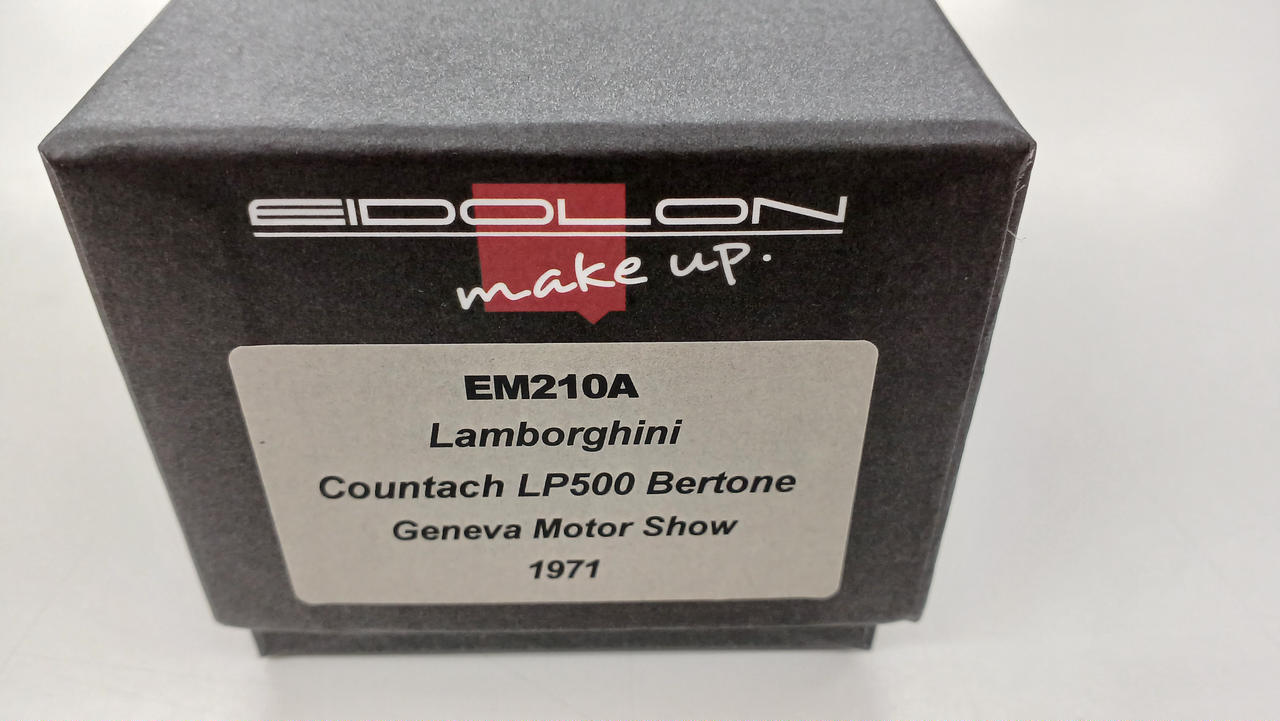 EIDOLON
make up.
EM210A
Lamborghini
Countach LP500 Bertone
Geneva Motor Show
1971